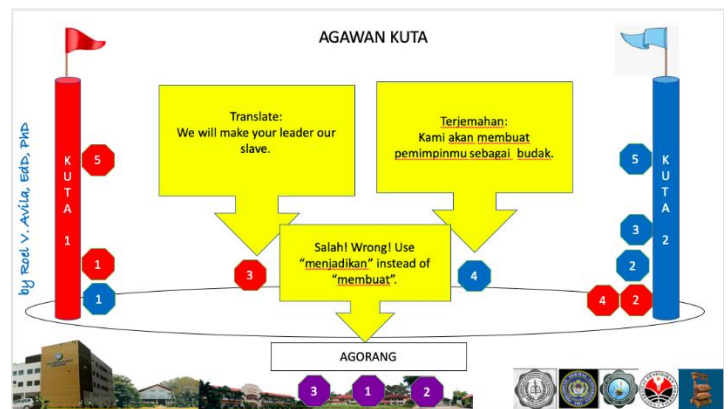 AGAWAN KUTA
by Roel V. Avila, EdD, PhD
Translate:
We will make your leader our
slave.
Terjemahan:
Kami akan membuat
pemimpinmu sebagai budak.
Salah! Wrong! Use
“menjadikan” instead of
“membuat”.
KUTA 1
5
1
1
3
4
KUTA 2
5
3
2
4
2
AGORANG
3
1
2